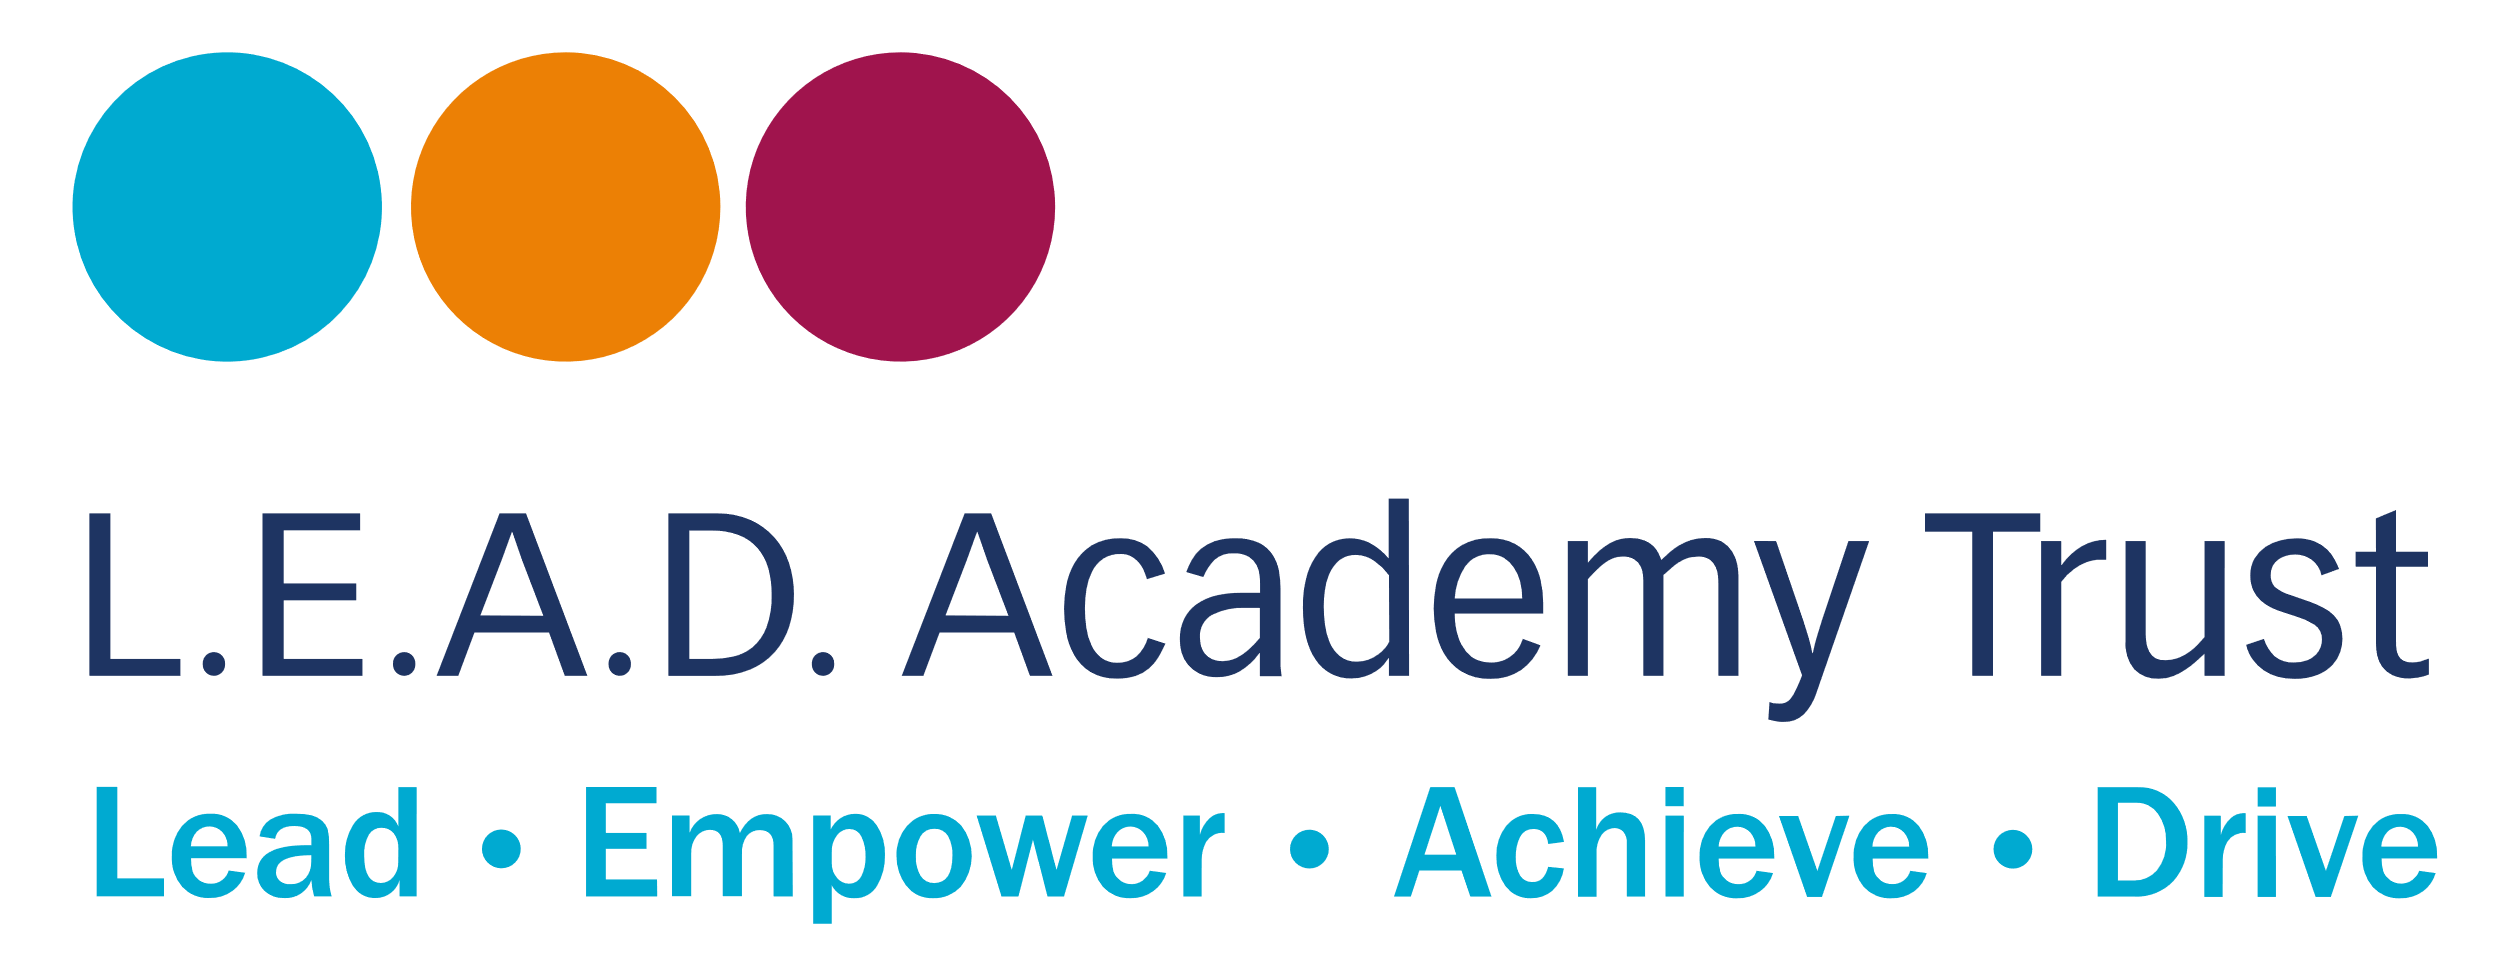 L.E.A.D. Academy Trust
Lead • Empower • Achieve • Drive